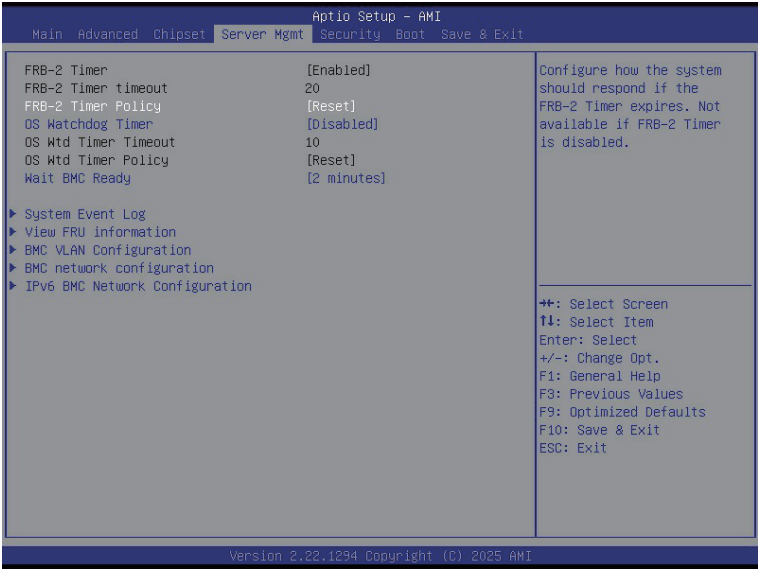 Aptio Setup – AMI
Main Advanced Chipset Server Mgmt Security Boot Save & Exit
FRB-2 Timer [Enabled]
FRB-2 Timer timeout 20
FRB-2 Timer Policy [Reset]
OS Watchdog Timer [Disabled]
OS Wtd Timer Timeout 10
OS Wtd Timer Policy [Reset]
Wait BMC Ready [2 minutes]
System Event Log
View FRU information
BMC VLAN Configuration
BMC network configuration
IPv6 BMC Network Configuration
Configure how the system
should respond if the
FRB-2 Timer expires. Not
available if FRB-2 Timer
is disabled.
→←: Select Screen
↑↓: Select Item
Enter: Select
+/-: Change Opt.
F1: General Help
F3: Previous Values
F9: Optimized Defaults
F10: Save & Exit
ESC: Exit
Version 2.22.1294 Copyright (C) 2025 AMI